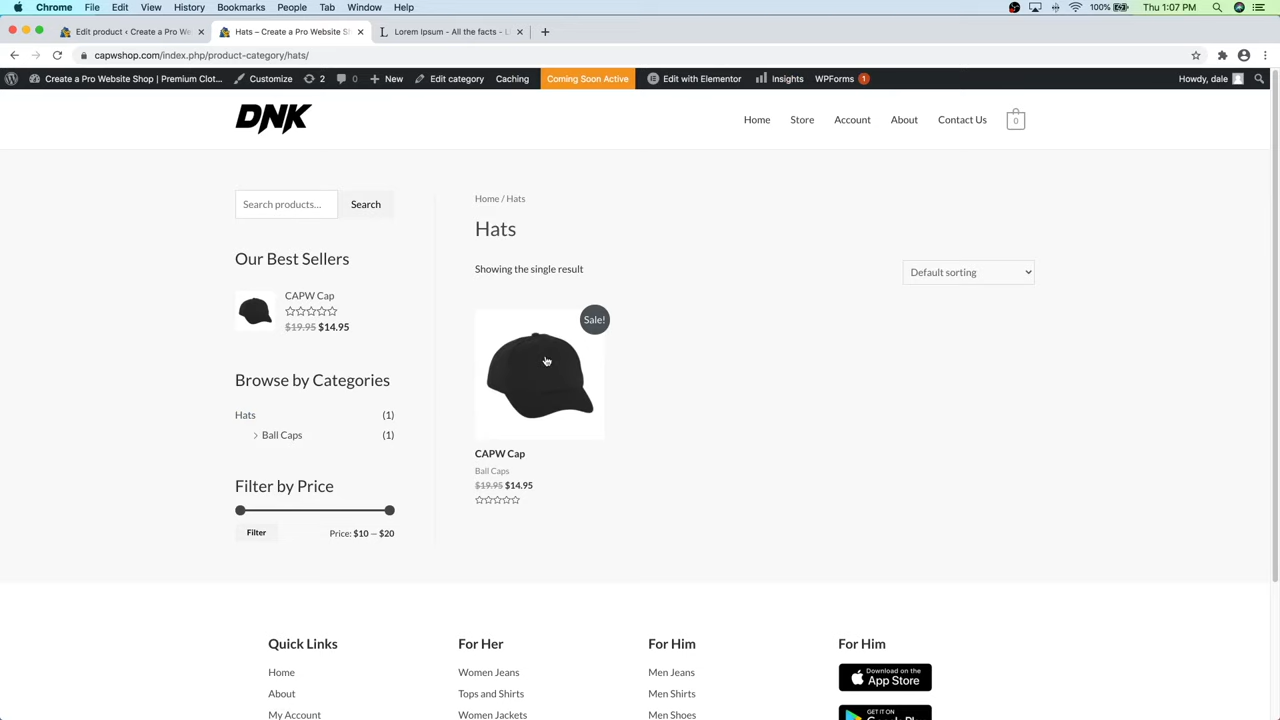 Chrome File Edit View History Bookmarks People Tab Window Help 100% Thu 1:07 PM
Edit product ‹ Create a Pro We Hats – Create a Pro Website S Lorem Ipsum - All the facts - L
capwshop.com/index.php/product-category/hats/
Create a Pro Website Shop | Premium Clot... Customize 2 0 New Edit category Caching Coming Soon Active Edit with Elementor Insights WPForms 1 Howdy, dale
DNK
Home Store Account About Contact Us 0
Search products... Search
Our Best Sellers
CAPW Cap
$19.95 $14.95
Browse by Categories
Hats (1)
Ball Caps (1)
Filter by Price
Filter Price: $10 — $20
Home / Hats
Hats
Showing the single result
Default sorting
Sale!
CAPW Cap
Ball Caps
$19.95 $14.95
Quick Links
Home
About
My Account
For Her
Women Jeans
Tops and Shirts
Women Jackets
For Him
Men Jeans
Men Shirts
Men Shoes
For Him
Download on the
App Store
GET IT ON